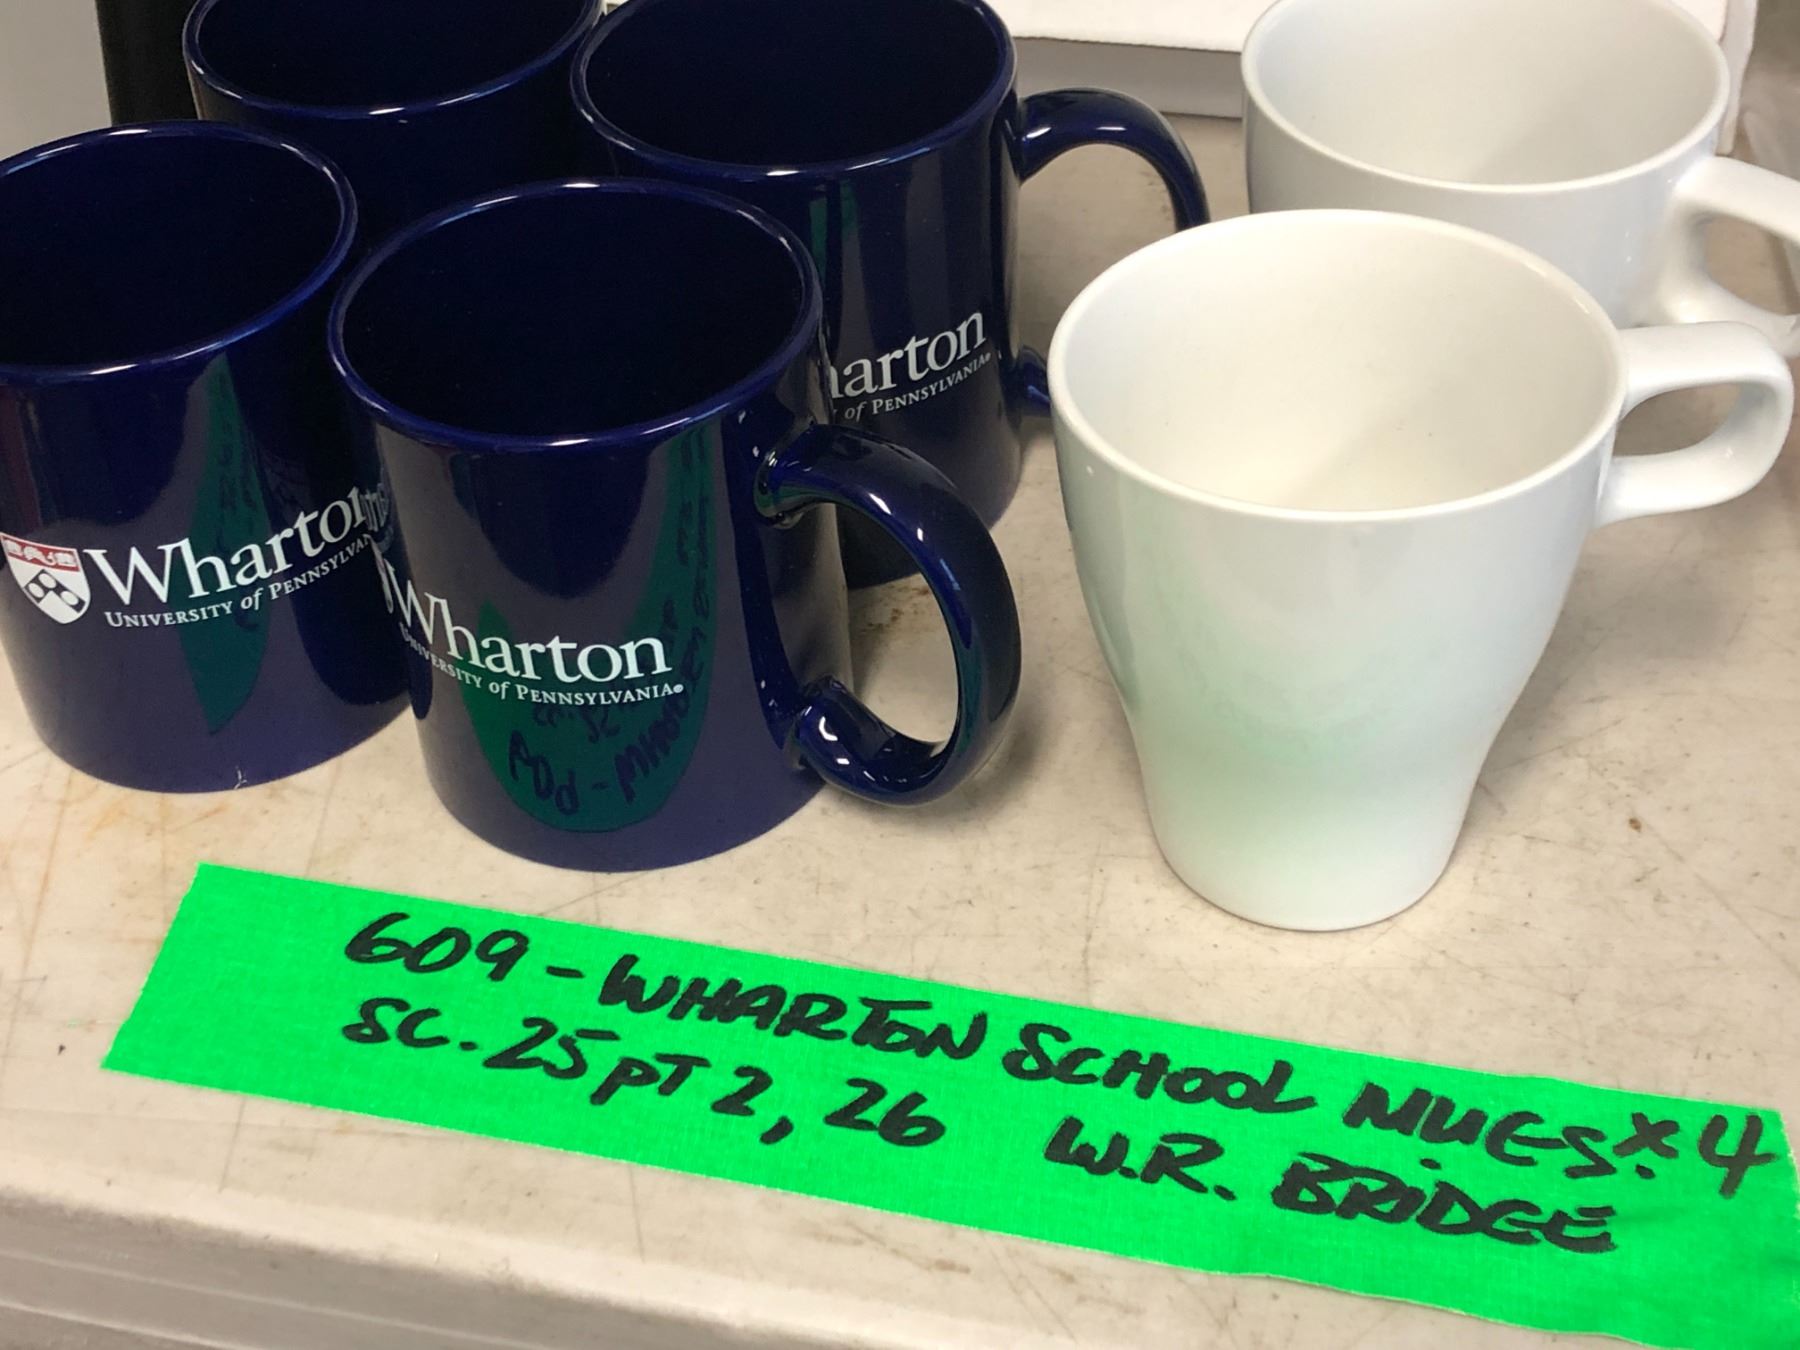 Wharton
UNIVERSITY of PENNSYLVANIA
Wharton
UNIVERSITY of PENNSYLVANIA®
arton
of PENNSYLVANIA®
609 - WHARTON SCHOOL MUGS x 4
SC. 25 PT 2, 26 W.R. BRIDGE